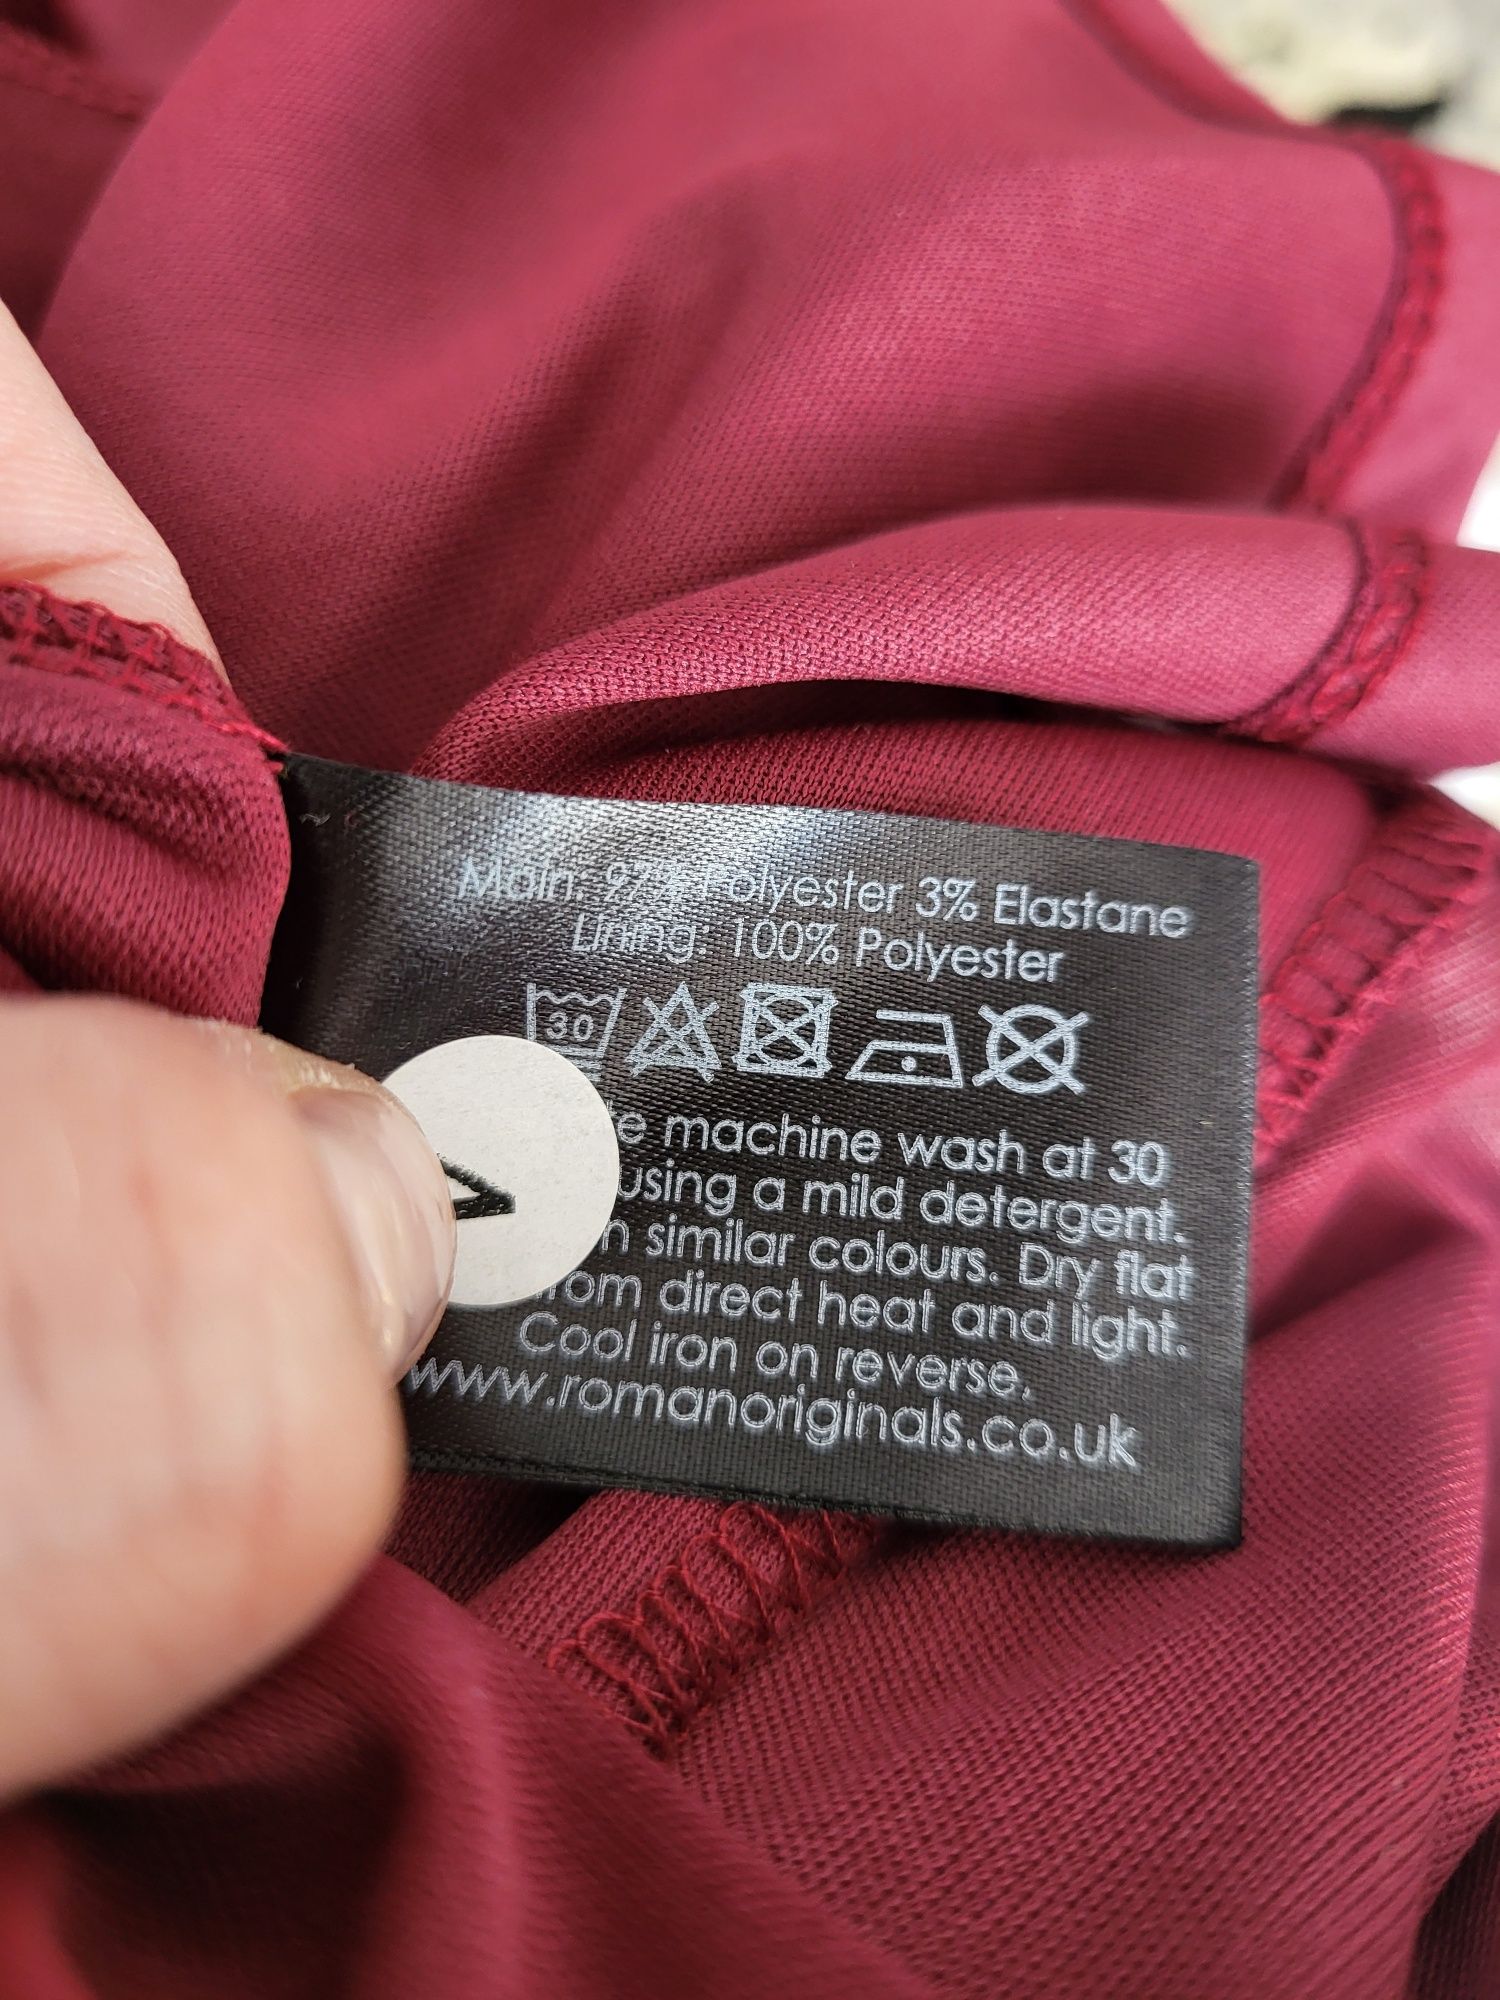 Main: 97% Polyester 3% Elastane
Lining: 100% Polyester
30
machine wash at 30
using a mild detergent.
similar colours. Dry flat
direct heat and light.
Cool iron on reverse.
www.romanoriginals.co.uk